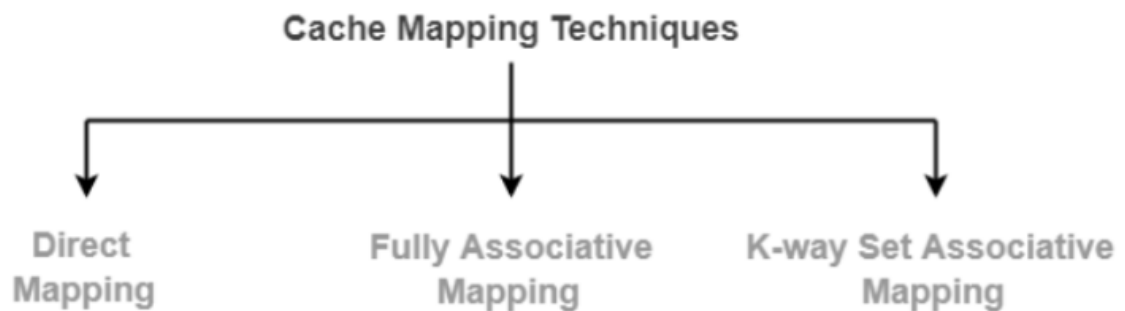 Cache Mapping Techniques
Direct
Mapping
Fully Associative
Mapping
K-way Set Associative
Mapping